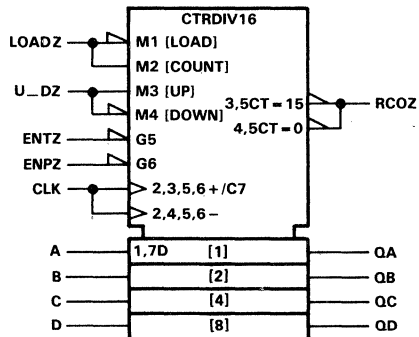 CTRDIV16
LOADZ M1 [LOAD]
M2 [COUNT]
U_DZ M3 [UP] 3,5CT=15 RCOZ
M4 [DOWN] 4,5CT=0
ENTZ G5
ENPZ G6
CLK 2,3,5,6+/C7
2,4,5,6−
A 1,7D [1] QA
B [2] QB
C [4] QC
D [8] QD